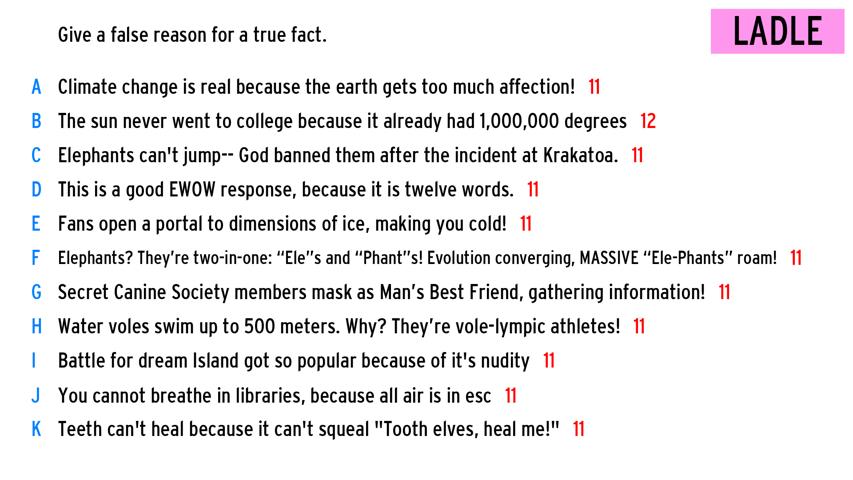 Give a false reason for a true fact.
LADLE
A Climate change is real because the earth gets too much affection! 11
B The sun never went to college because it already had 1,000,000 degrees 12
C Elephants can't jump-- God banned them after the incident at Krakatoa. 11
D This is a good EWOW response, because it is twelve words. 11
E Fans open a portal to dimensions of ice, making you cold! 11
F Elephants? They’re two-in-one: “Ele”s and “Phant”s! Evolution converging, MASSIVE “Ele-Phants” roam! 11
G Secret Canine Society members mask as Man’s Best Friend, gathering information! 11
H Water voles swim up to 500 meters. Why? They’re vole-lympic athletes! 11
I Battle for dream Island got so popular because of it's nudity 11
J You cannot breathe in libraries, because all air is in esc 11
K Teeth can't heal because it can't squeal "Tooth elves, heal me!" 11